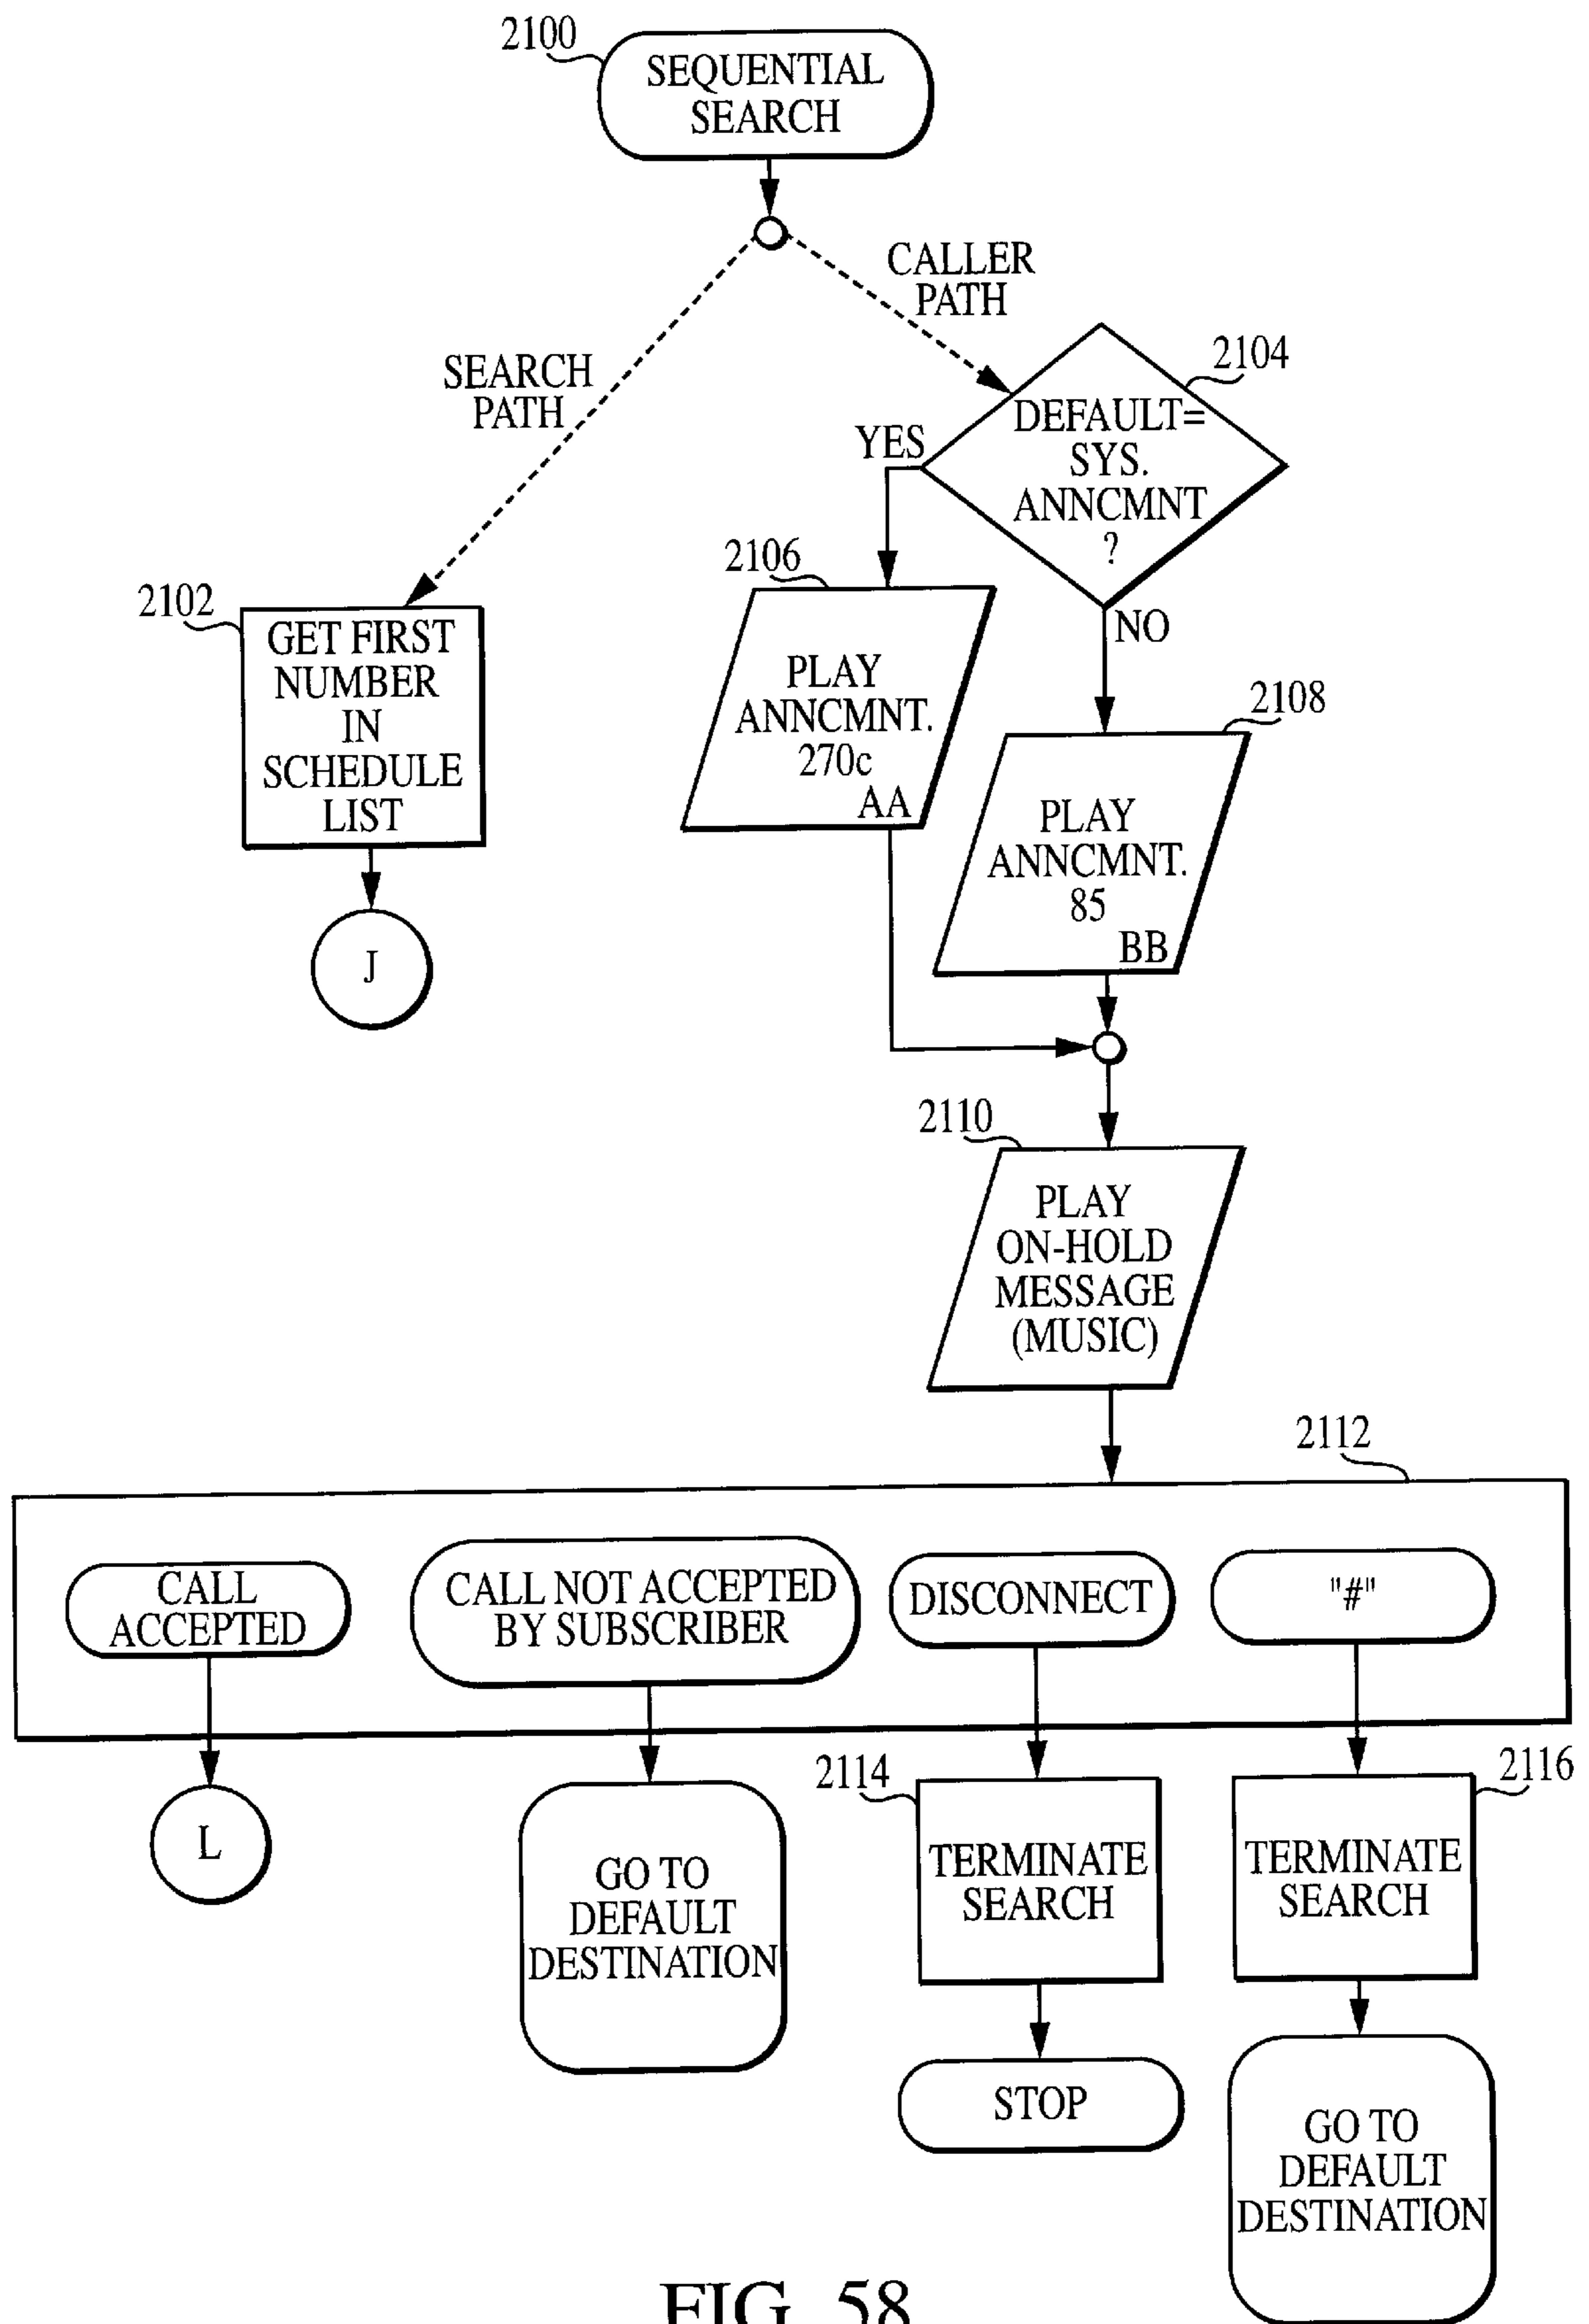 2100
SEQUENTIAL
SEARCH
CALLER
PATH
SEARCH
PATH
2104
DEFAULT=
SYS.
ANNCMNT
?
YES
NO
2102
GET FIRST
NUMBER
IN
SCHEDULE
LIST
J
2106
PLAY
ANNCMNT.
270c
AA
2108
PLAY
ANNCMNT.
85
BB
2110
PLAY
ON-HOLD
MESSAGE
(MUSIC)
2112
CALL
ACCEPTED
CALL NOT ACCEPTED
BY SUBSCRIBER
DISCONNECT
"#"
L
GO TO
DEFAULT
DESTINATION
2114
TERMINATE
SEARCH
STOP
2116
TERMINATE
SEARCH
GO TO
DEFAULT
DESTINATION
FIG. 58